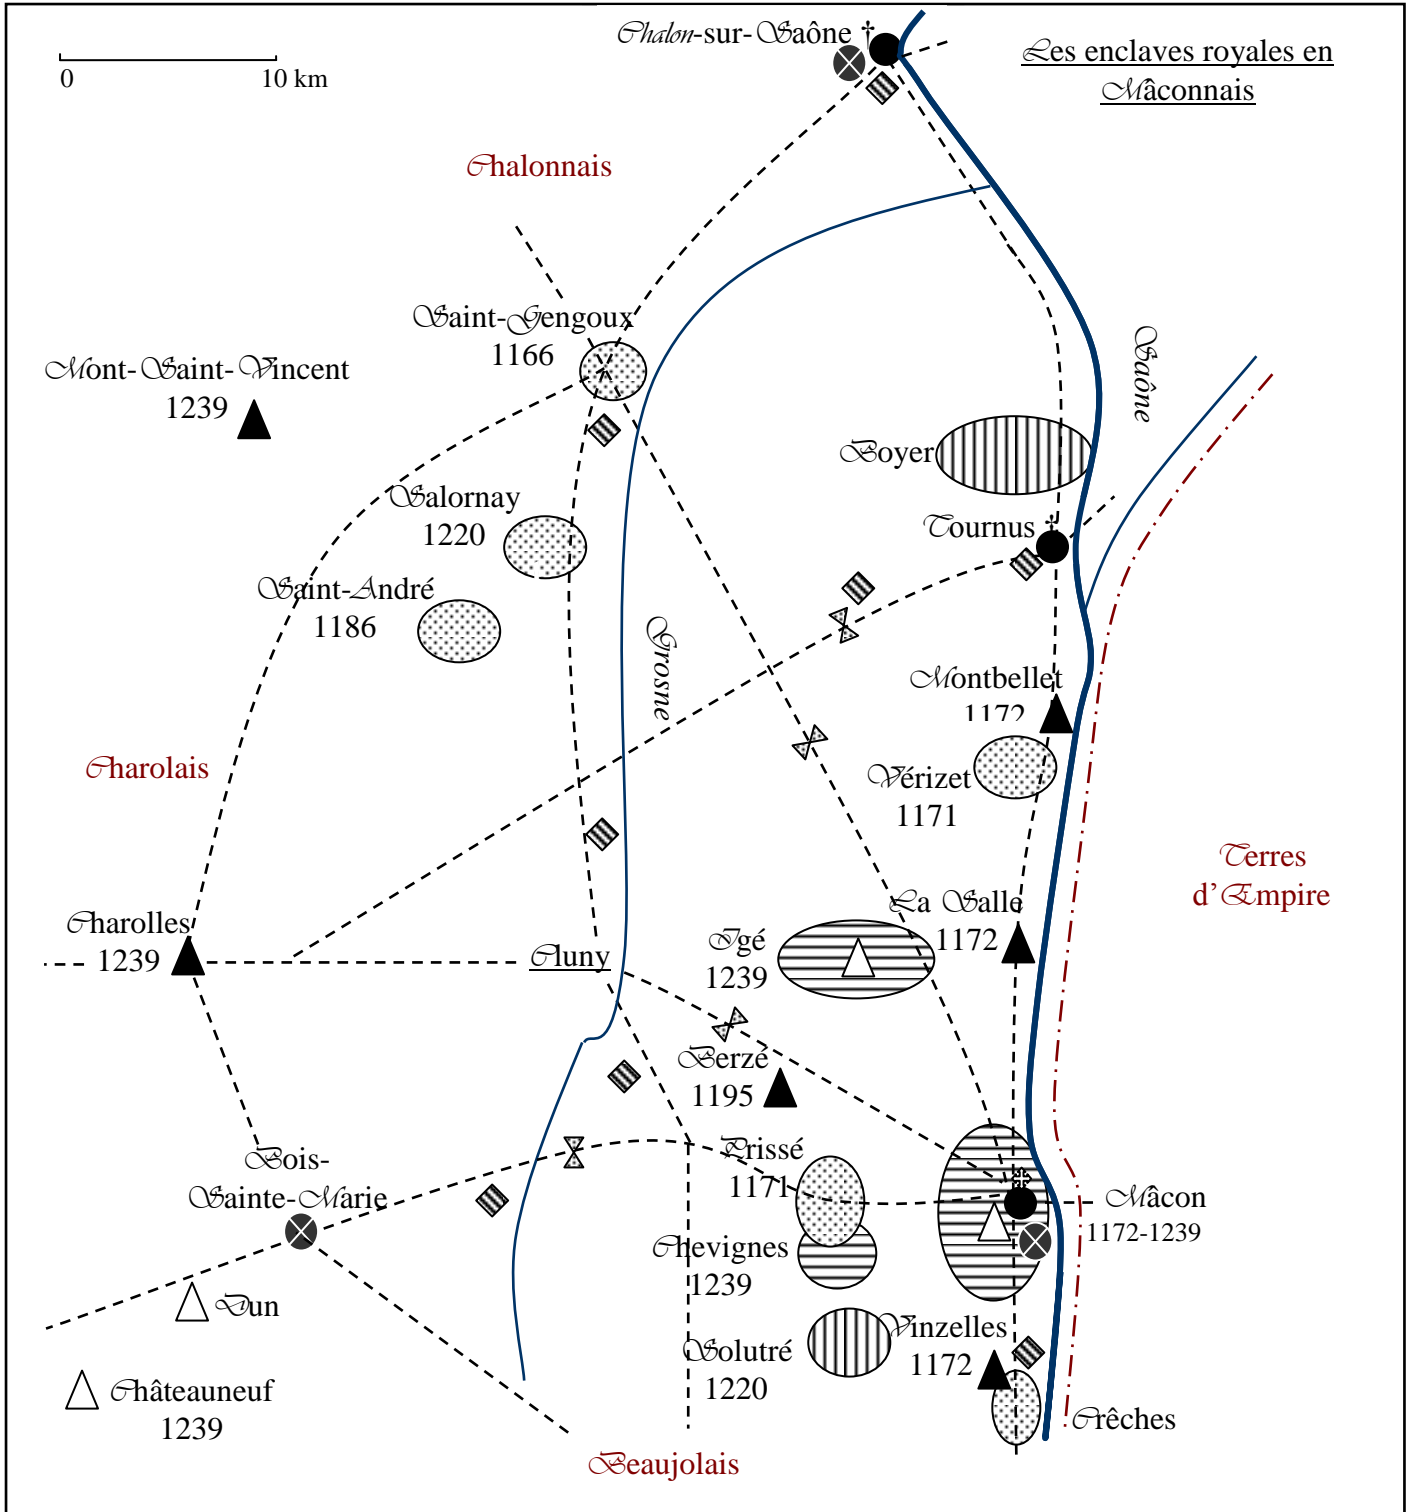 Chalon-sur-Saône †
Les enclaves royales en
Mâconnais
0 10 km
Chalonnais
Saint-Gengoux
1166
Mont-Saint-Vincent
1239
Saône
Boyer
Salornay
1220
Tournus †
Saint-André
1186
Grosne
Montbellet
1172
Charolais
Vérizet
1171
Terres
d'Empire
La Salle
1172
Charolles
1239
Igé
1239
Cluny
Berzé
1195
Prissé
1171
Bois-
Sainte-Marie
Mâcon
1172-1239
Chevignes
1239
Dun
Vinzelles
1172
Solutré
1220
Châteauneuf
1239
Crêches
Beaujolais